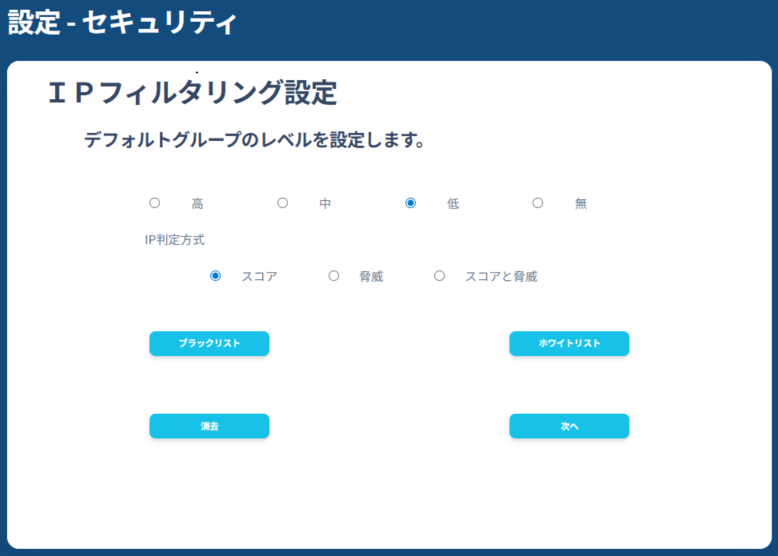 設定 - セキュリティ
ＩＰフィルタリング設定
デフォルトグループのレベルを設定します。
高 中 低 無
IP判定方式
スコア 脅威 スコアと脅威
ブラックリスト ホワイトリスト
消去 次へ